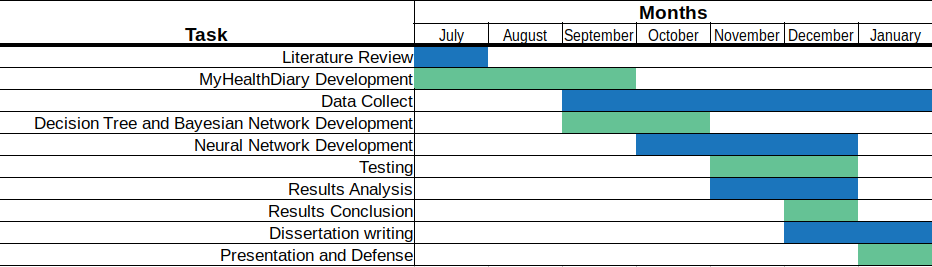 Months
Task
July August September October November December January
Literature Review
MyHealthDiary Development
Data Collect
Decision Tree and Bayesian Network Development
Neural Network Development
Testing
Results Analysis
Results Conclusion
Dissertation writing
Presentation and Defense